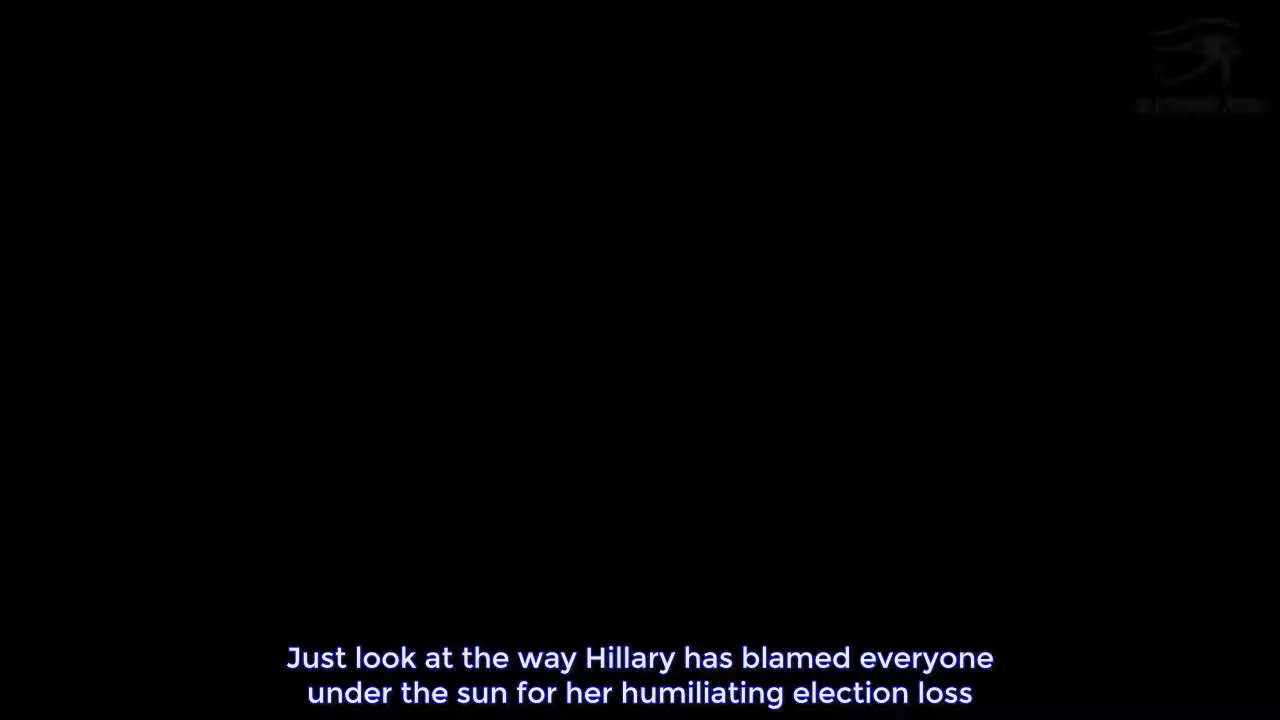 Just look at the way Hillary has blamed everyone
under the sun for her humiliating election loss